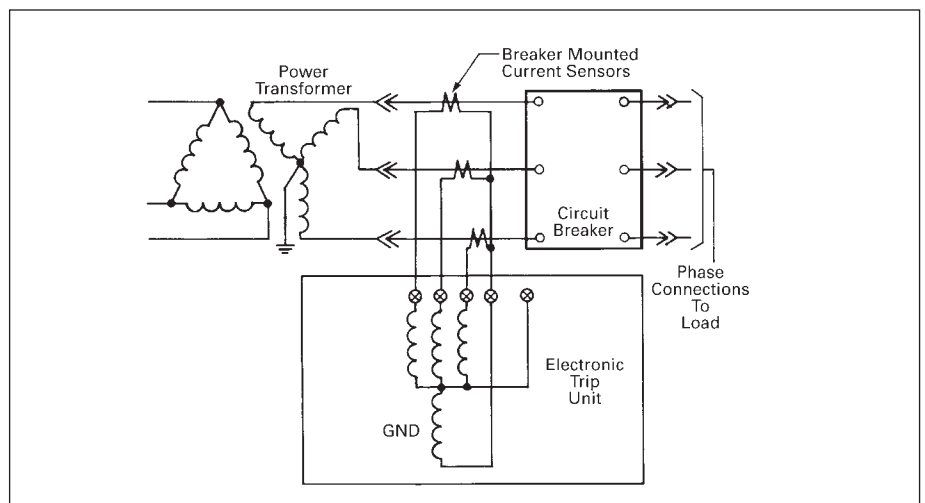 Breaker Mounted
Current Sensors
Power
Transformer
Circuit
Breaker
Phase
Connections
To
Load
Electronic
Trip
Unit
GND